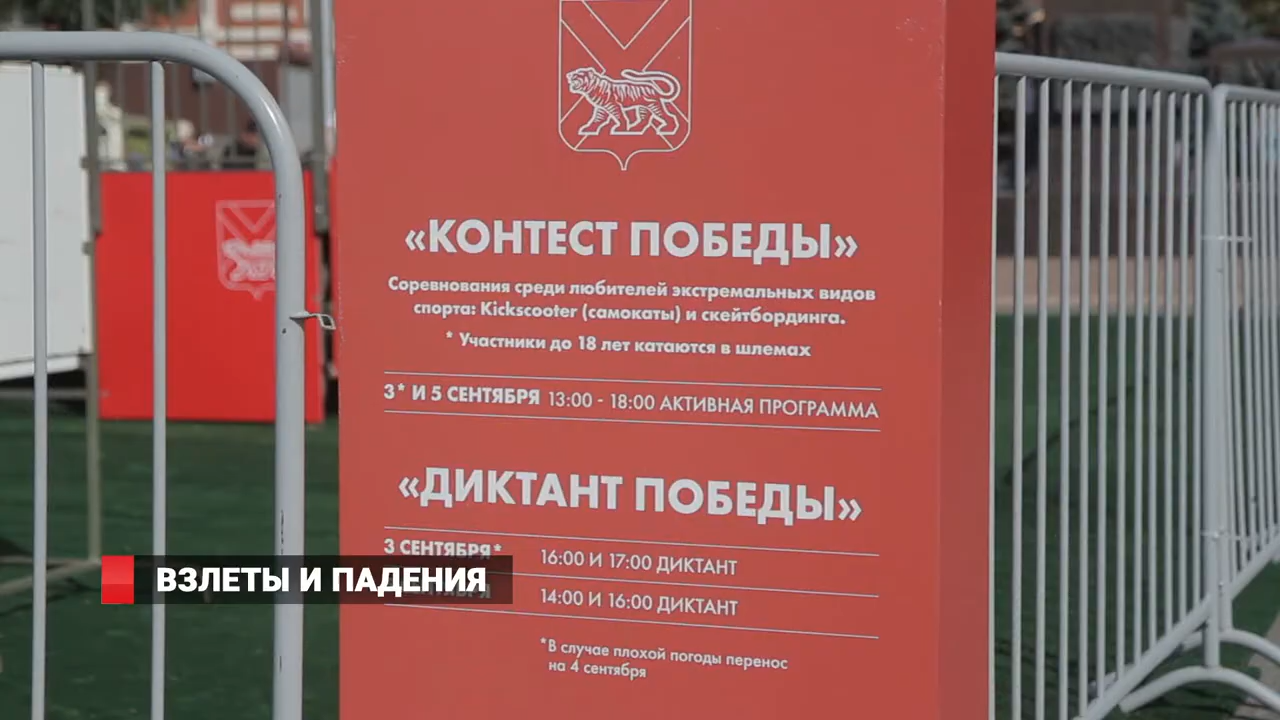 «КОНТЕСТ ПОБЕДЫ»
Соревнования среди любителей экстремальных видов
спорта: Kickscooter (самокаты) и скейтбординга.
* Участники до 18 лет катаются в шлемах
3* И 5 СЕНТЯБРЯ 13:00 - 18:00 АКТИВНАЯ ПРОГРАММА
«ДИКТАНТ ПОБЕДЫ»
3 СЕНТЯБРЯ* 16:00 И 17:00 ДИКТАНТ
ВЗЛЕТЫ И ПАДЕНИЯ
14:00 И 16:00 ДИКТАНТ
*В случае плохой погоды перенос
на 4 сентября